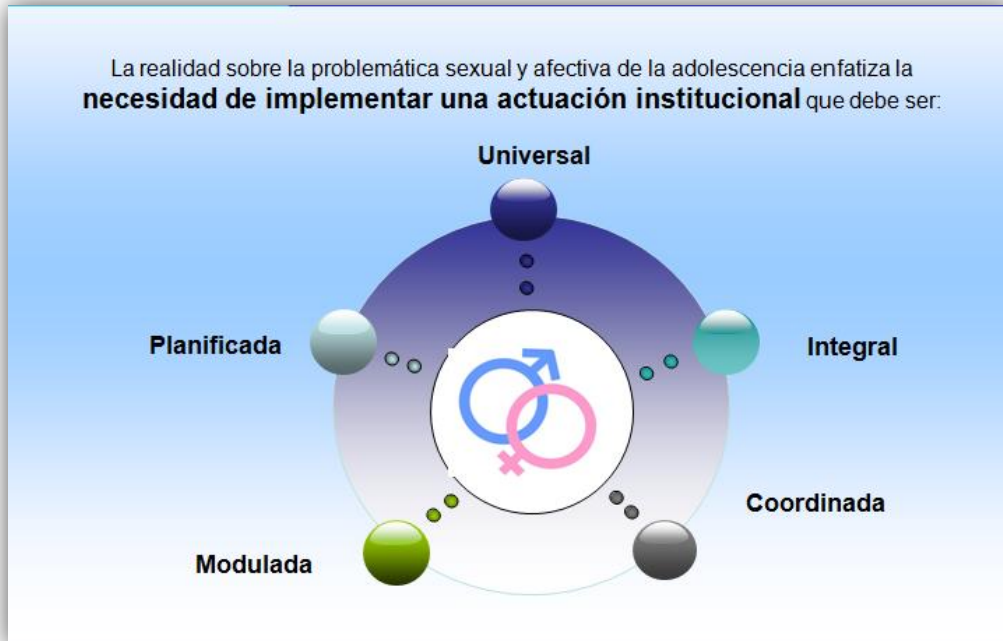 La realidad sobre la problemática sexual y afectiva de la adolescencia enfatiza la
necesidad de implementar una actuación institucional que debe ser:
Universal
Planificada
Integral
Coordinada
Modulada